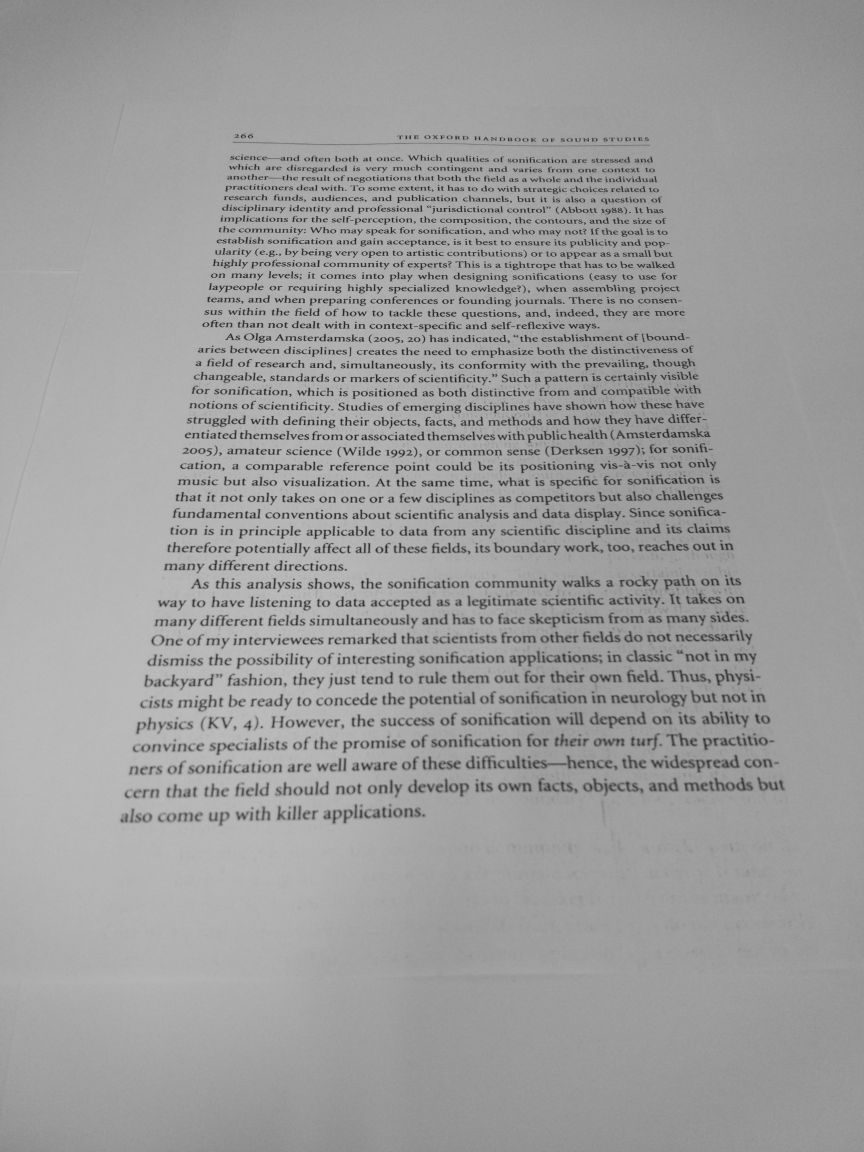 266
THE OXFORD HANDBOOK OF SOUND STUDIES
science—and often both at once. Which qualities of sonification are stressed and
which are disregarded is very much contingent and varies from one context to
another—the result of negotiations that both the field as a whole and the individual
practitioners deal with. To some extent, it has to do with strategic choices related to
research funds, audiences, and publication channels, but it is also a question of
disciplinary identity and professional “jurisdictional control” (Abbott 1988). It has
implications for the self-perception, the composition, the contours, and the size of
the community: Who may speak for sonification, and who may not? If the goal is to
establish sonification and gain acceptance, is it best to ensure its publicity and pop-
ularity (e.g., by being very open to artistic contributions) or to appear as a small but
highly professional community of experts? This is a tightrope that has to be walked
on many levels; it comes into play when designing sonifications (easy to use for
laypeople or requiring highly specialized knowledge?), when assembling project
teams, and when preparing conferences or founding journals. There is no consen-
sus within the field of how to tackle these questions, and, indeed, they are more
often than not dealt with in context-specific and self-reflexive ways.
As Olga Amsterdamska (2005, 20) has indicated, “the establishment of [bound-
aries between disciplines] creates the need to emphasize both the distinctiveness of
a field of research and, simultaneously, its conformity with the prevailing, though
changeable, standards or markers of scientificity.” Such a pattern is certainly visible
for sonification, which is positioned as both distinctive from and compatible with
notions of scientificity. Studies of emerging disciplines have shown how these have
struggled with defining their objects, facts, and methods and how they have differ-
entiated themselves from or associated themselves with public health (Amsterdamska
2005), amateur science (Wilde 1992), or common sense (Derksen 1997); for sonifi-
cation, a comparable reference point could be its positioning vis-à-vis not only
music but also visualization. At the same time, what is specific for sonification is
that it not only takes on one or a few disciplines as competitors but also challenges
fundamental conventions about scientific analysis and data display. Since sonifica-
tion is in principle applicable to data from any scientific discipline and its claims
therefore potentially affect all of these fields, its boundary work, too, reaches out in
many different directions.
As this analysis shows, the sonification community walks a rocky path on its
way to have listening to data accepted as a legitimate scientific activity. It takes on
many different fields simultaneously and has to face skepticism from as many sides.
One of my interviewees remarked that scientists from other fields do not necessarily
dismiss the possibility of interesting sonification applications; in classic “not in my
backyard” fashion, they just tend to rule them out for their own field. Thus, physi-
cists might be ready to concede the potential of sonification in neurology but not in
physics (KV, 4). However, the success of sonification will depend on its ability to
convince specialists of the promise of sonification for their own turf. The practitio-
ners of sonification are well aware of these difficulties—hence, the widespread con-
cern that the field should not only develop its own facts, objects, and methods but
also come up with killer applications.